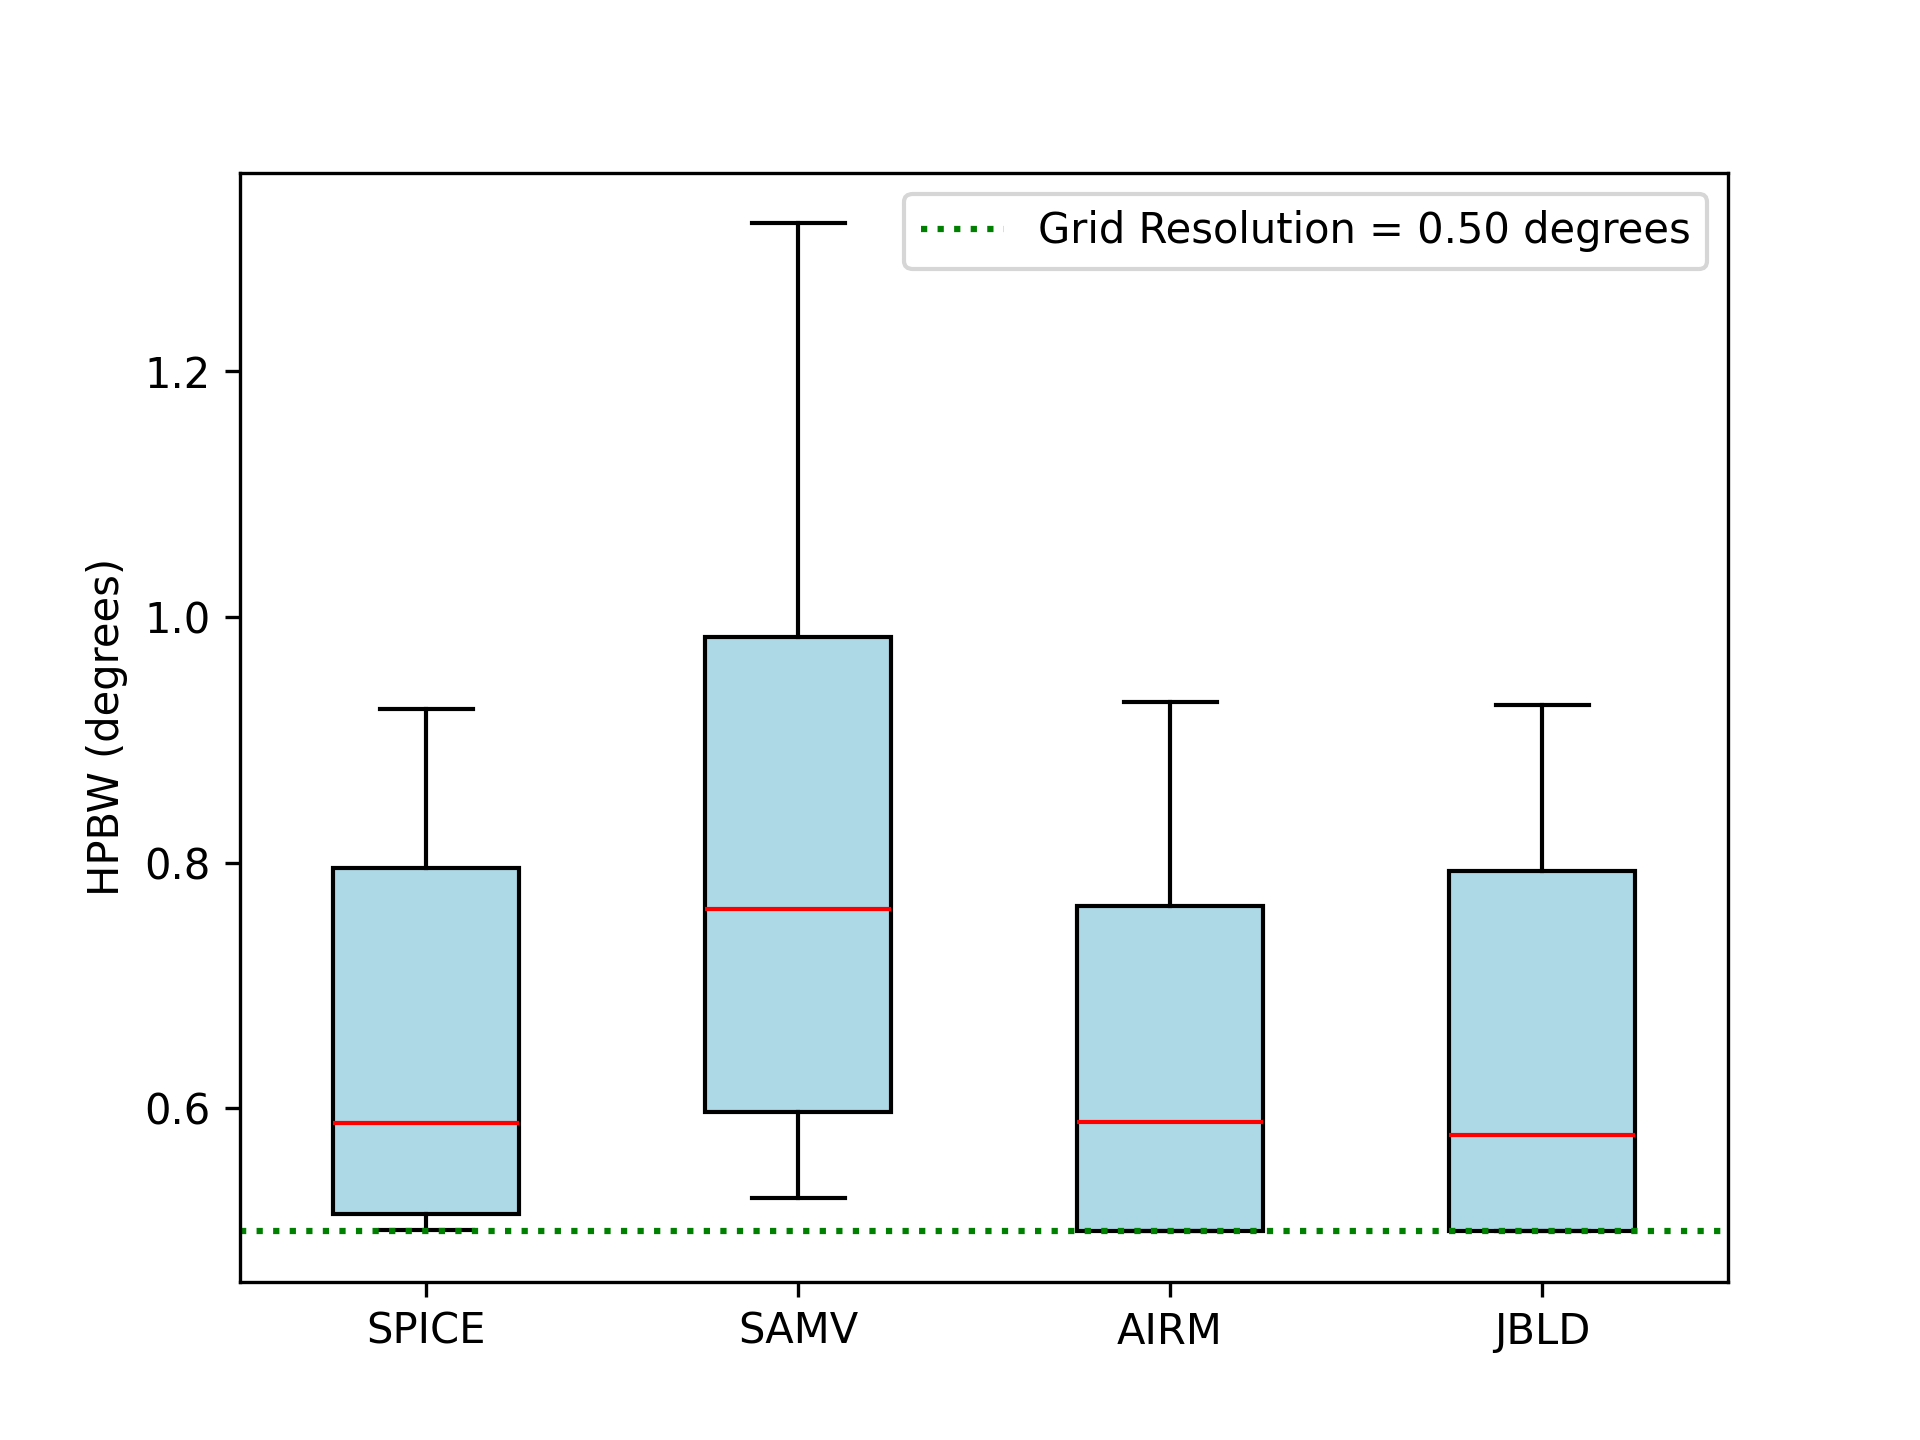 Grid Resolution = 0.50 degrees
HPBW (degrees)
1.2
1.0
0.8
0.6
SPICE SAMV AIRM JBLD